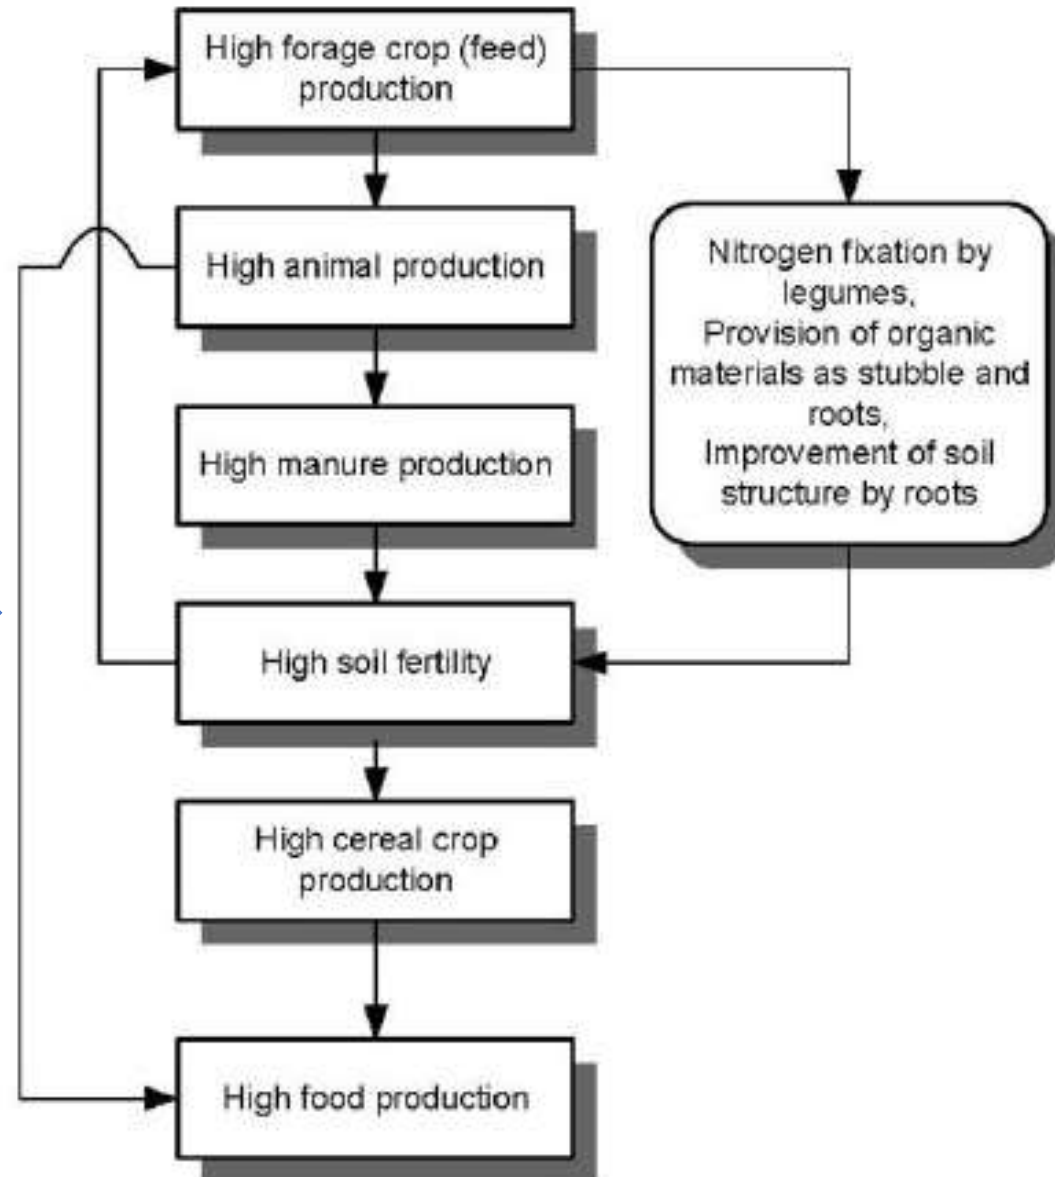 High forage crop (feed)
production
High animal production
Nitrogen fixation by
legumes,
Provision of organic
materials as stubble and
roots,
Improvement of soil
structure by roots
High manure production
High soil fertility
High cereal crop
production
High food production